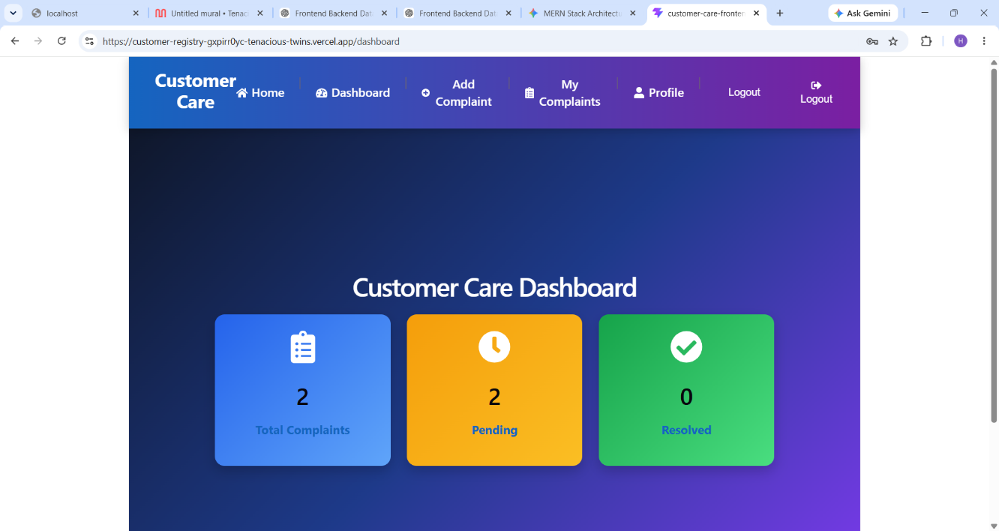 localhost
Untitled mural • Tenac
Frontend Backend Dat
Frontend Backend Dat
MERN Stack Architectu
customer-care-fronten
Ask Gemini
https://customer-registry-gxpirr0yc-tenacious-twins.vercel.app/dashboard
H
Customer
Care
Home
Dashboard
Add
Complaint
My
Complaints
Profile
Logout
Logout
Customer Care Dashboard
2
Total Complaints
2
Pending
0
Resolved